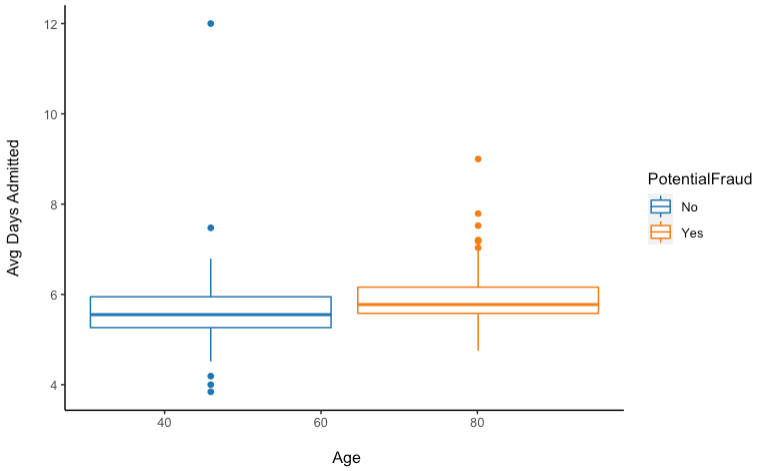 12
10
8
6
4
Avg Days Admitted
40 60 80
Age
PotentialFraud
No
Yes